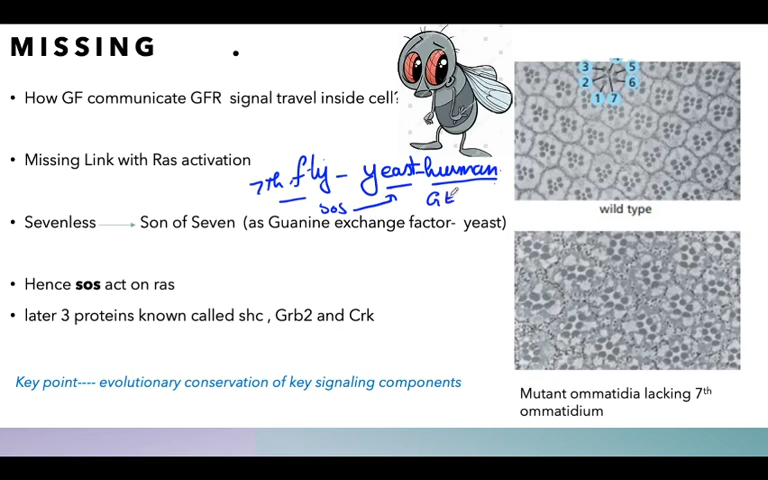 MISSING .
• How GF communicate GFR signal travel inside cell?
• Missing Link with Ras activation
7th fly - yeast - human
sos GE
• Sevenless → Son of Seven (as Guanine exchange factor- yeast)
• Hence sos act on ras
• later 3 proteins known called shc , Grb2 and Crk
Key point---- evolutionary conservation of key signaling components
3 5
2 6
1 7
wild type
Mutant ommatidia lacking 7th
ommatidium